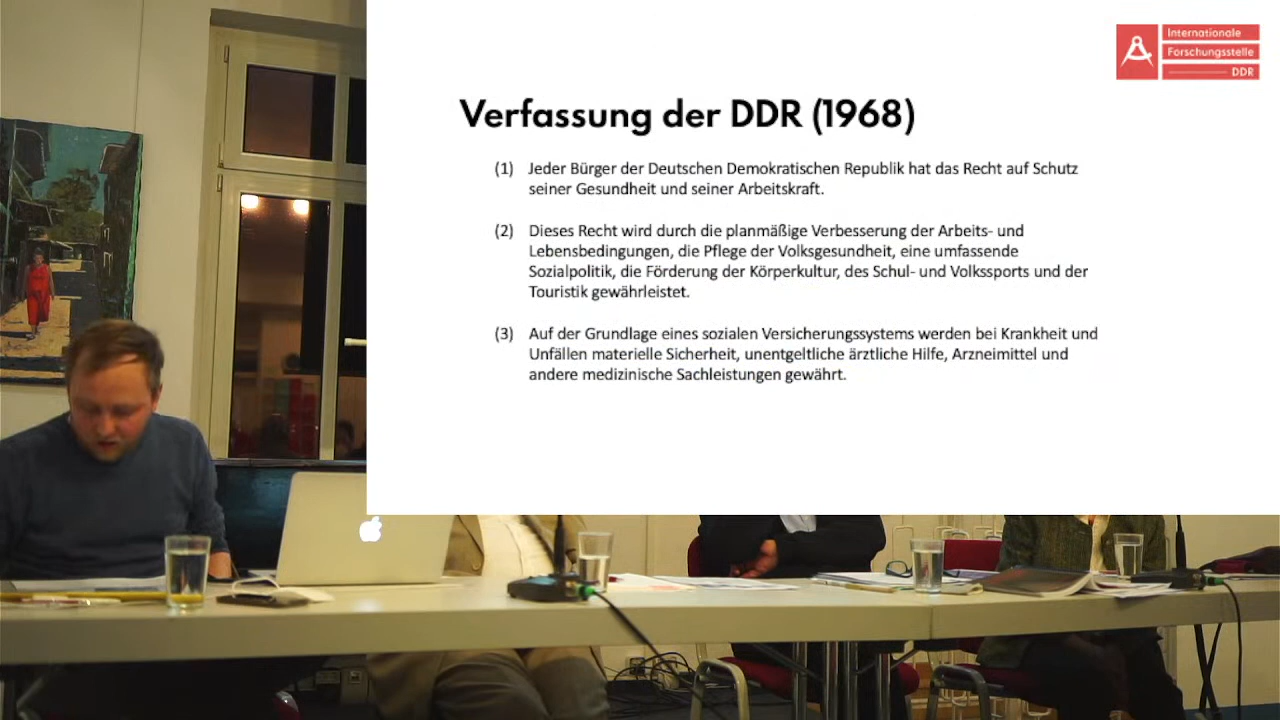 Internationale
Forschungsstelle
DDR
Verfassung der DDR (1968)
(1) Jeder Bürger der Deutschen Demokratischen Republik hat das Recht auf Schutz
seiner Gesundheit und seiner Arbeitskraft.
(2) Dieses Recht wird durch die planmäßige Verbesserung der Arbeits- und
Lebensbedingungen, die Pflege der Volksgesundheit, eine umfassende
Sozialpolitik, die Förderung der Körperkultur, des Schul- und Volkssports und der
Touristik gewährleistet.
(3) Auf der Grundlage eines sozialen Versicherungssystems werden bei Krankheit und
Unfällen materielle Sicherheit, unentgeltliche ärztliche Hilfe, Arzneimittel und
andere medizinische Sachleistungen gewährt.